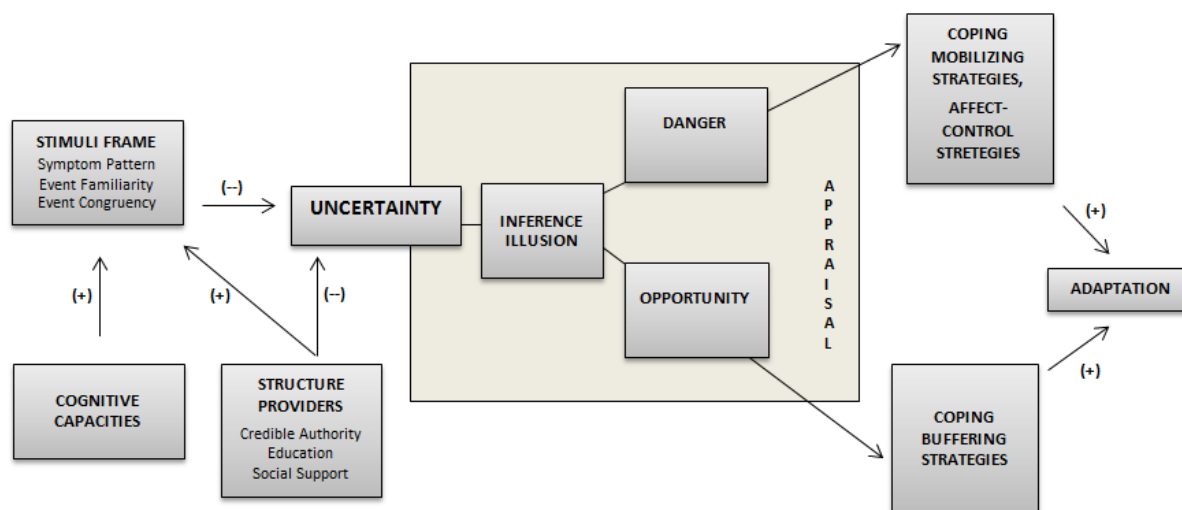 STIMULI FRAME
Symptom Pattern
Event Familiarity
Event Congruency
(--)
(+)
(+)
(--)
COGNITIVE
CAPACITIES
STRUCTURE
PROVIDERS
Credible Authority
Education
Social Support
UNCERTAINTY
INFERENCE
ILLUSION
DANGER
OPPORTUNITY
A
P
P
R
A
I
S
A
L
COPING
MOBILIZING
STRATEGIES,
AFFECT-
CONTROL
STRETEGIES
(+)
ADAPTATION
(+)
COPING
BUFFERING
STRATEGIES